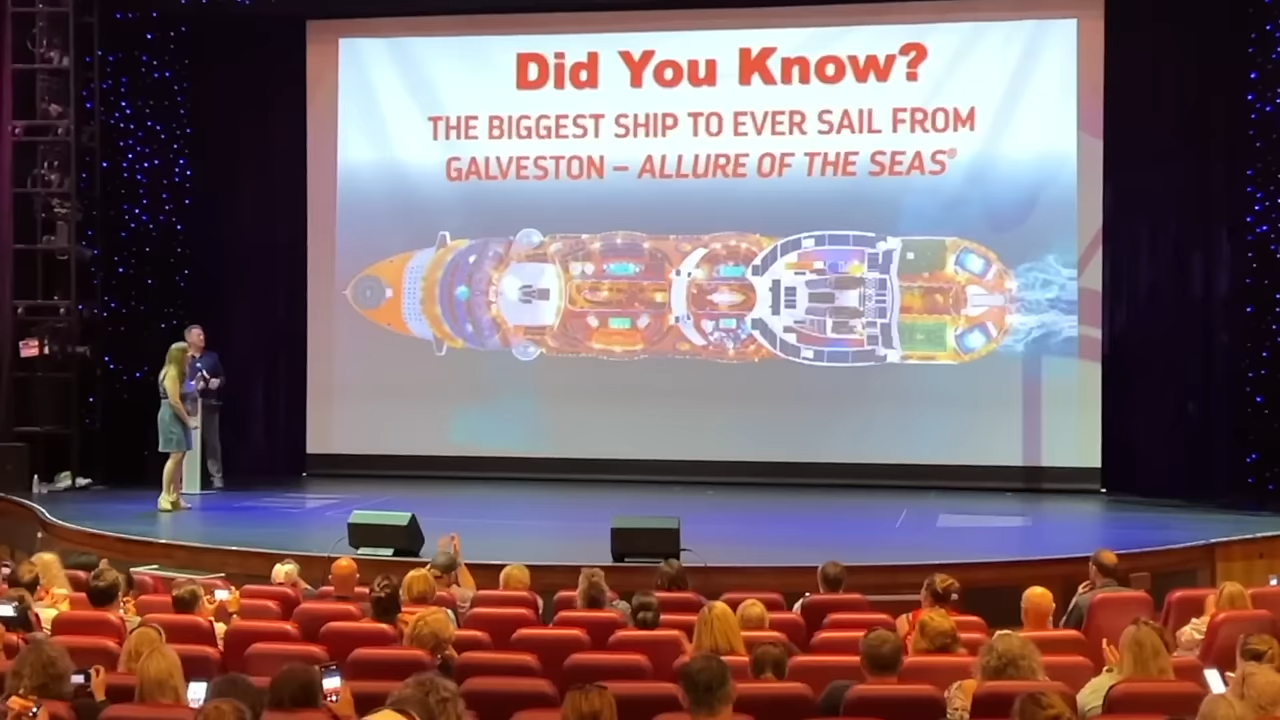 Did You Know?
THE BIGGEST SHIP TO EVER SAIL FROM
GALVESTON – ALLURE OF THE SEAS®